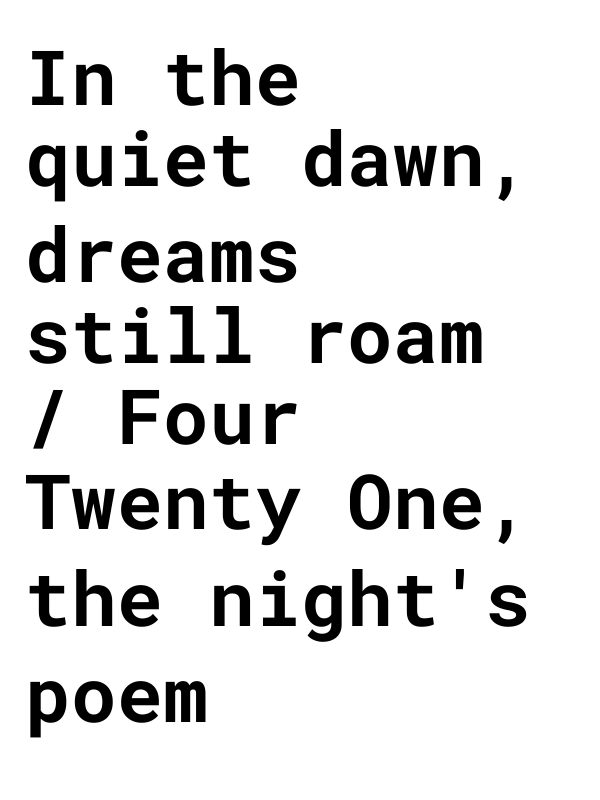 In the
quiet dawn,
dreams
still roam
/ Four
Twenty One,
the night's
poem